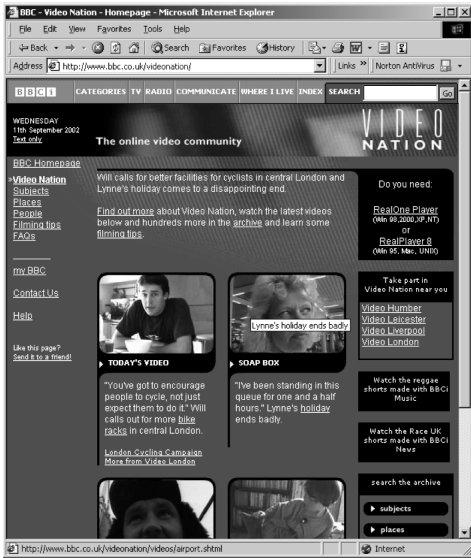 BBC - Video Nation - Homepage - Microsoft Internet Explorer
File Edit View Favorites Tools Help
Back Search Favorites History
Address http://www.bbc.co.uk/videonation/ Links » Norton AntiVirus
BBCi CATEGORIES TV RADIO COMMUNICATE WHERE I LIVE INDEX SEARCH Go
WEDNESDAY
11th September 2002
Text only
The online video community
VIDEO
NATION
BBC Homepage
»Video Nation
Subjects
Places
People
Filming tips
FAQs
my BBC
Contact Us
Help
Like this page?
Send it to a friend!
Will calls for better facilities for cyclists in central London and
Lynne's holiday comes to a disappointing end.
Find out more about Video Nation, watch the latest videos
below and hundreds more in the archive and learn some
filming tips.
Lynne's holiday ends badly
TODAY'S VIDEO
"You've got to encourage
people to cycle, not just
expect them to do it." Will
calls out for more bike
racks in central London.
London Cycling Campaign
More from Video London
SOAP BOX
"I've been standing in this
queue for one and a half
hours." Lynne's holiday
ends badly.
Do you need:
RealOne Player
(Win 98,2000,XP,NT)
or
RealPlayer 8
(Win 95, Mac, UNIX)
Take part in
Video Nation near you
Video Humber
Video Leicester
Video Liverpool
Video London
Watch the reggae
shorts made with BBCi
Music
Watch the Race UK
shorts made with BBCi
News
search the archive
subjects
places
http://www.bbc.co.uk/videonation/videos/airport.shtml Internet